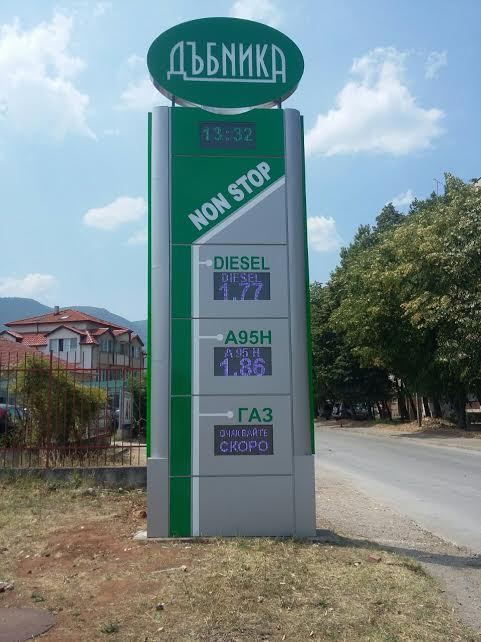 ДЪБНИКА
13:32
NON STOP
DIESEL
DIESEL
1.77
A95H
A95H
1.86
ГАЗ
ОЧАКВАЙТЕ
СКОРО